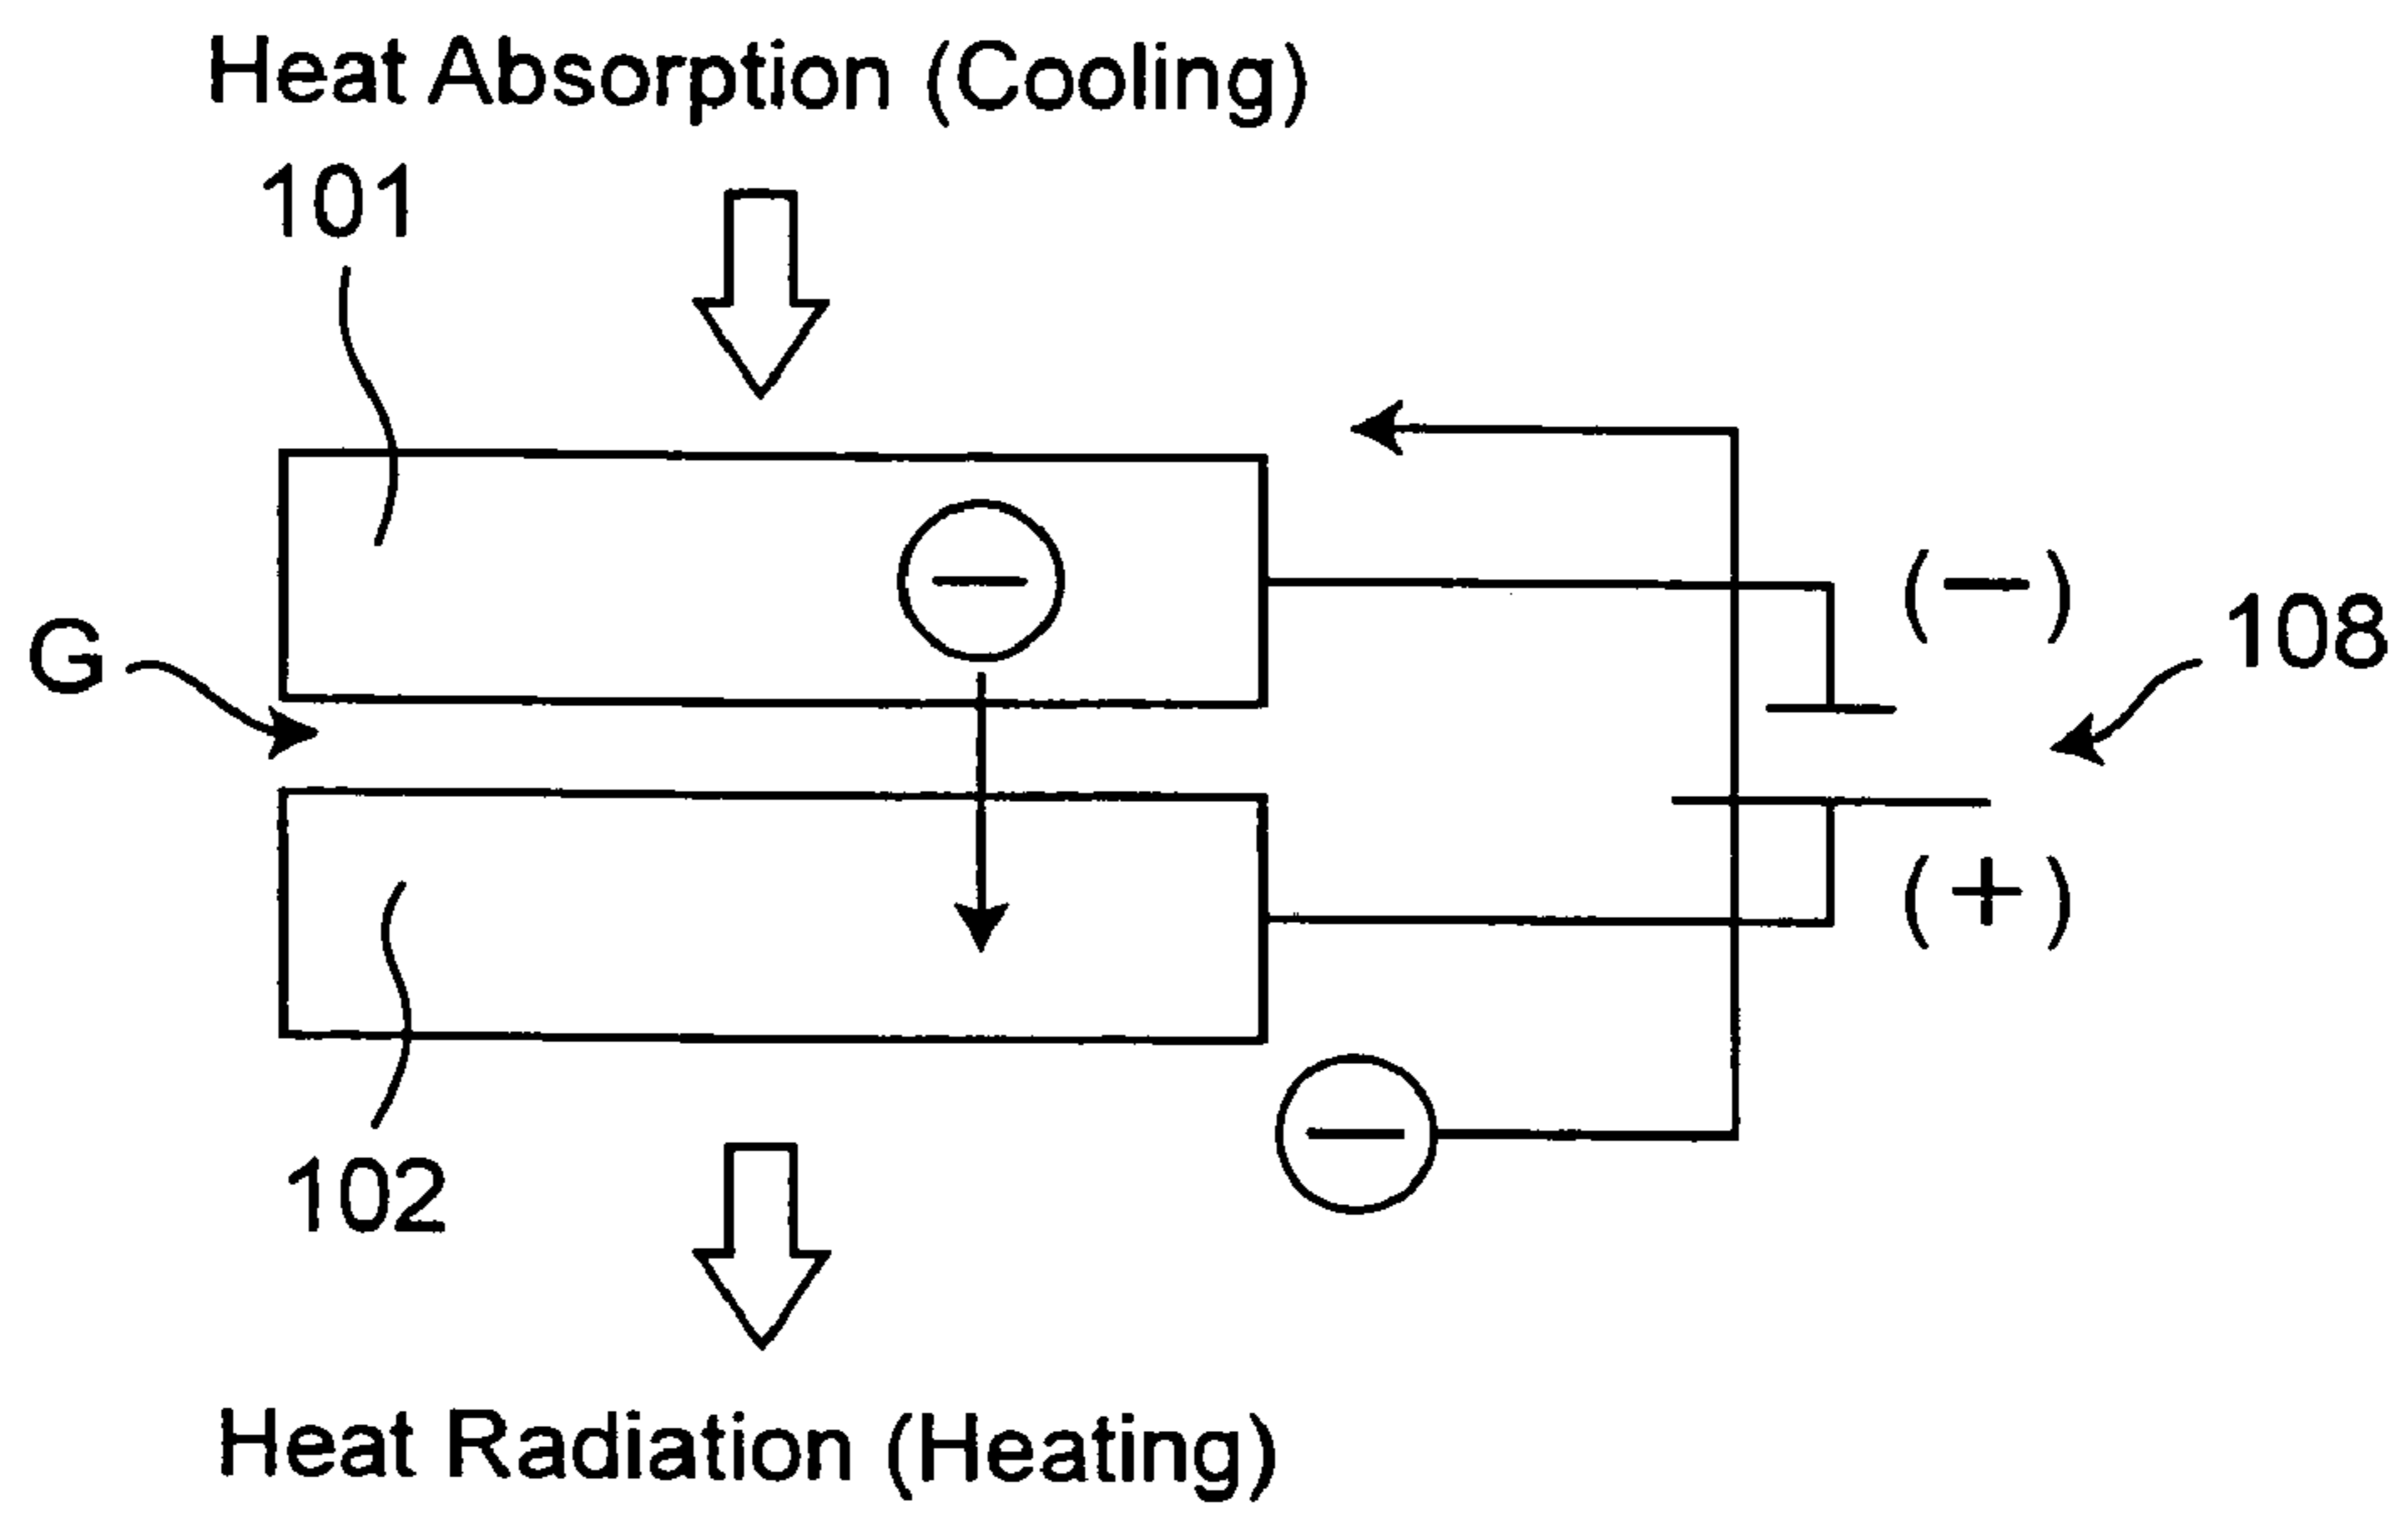 Heat Absorption (Cooling)
101
(−)
108
G
(+)
102
Heat Radiation (Heating)